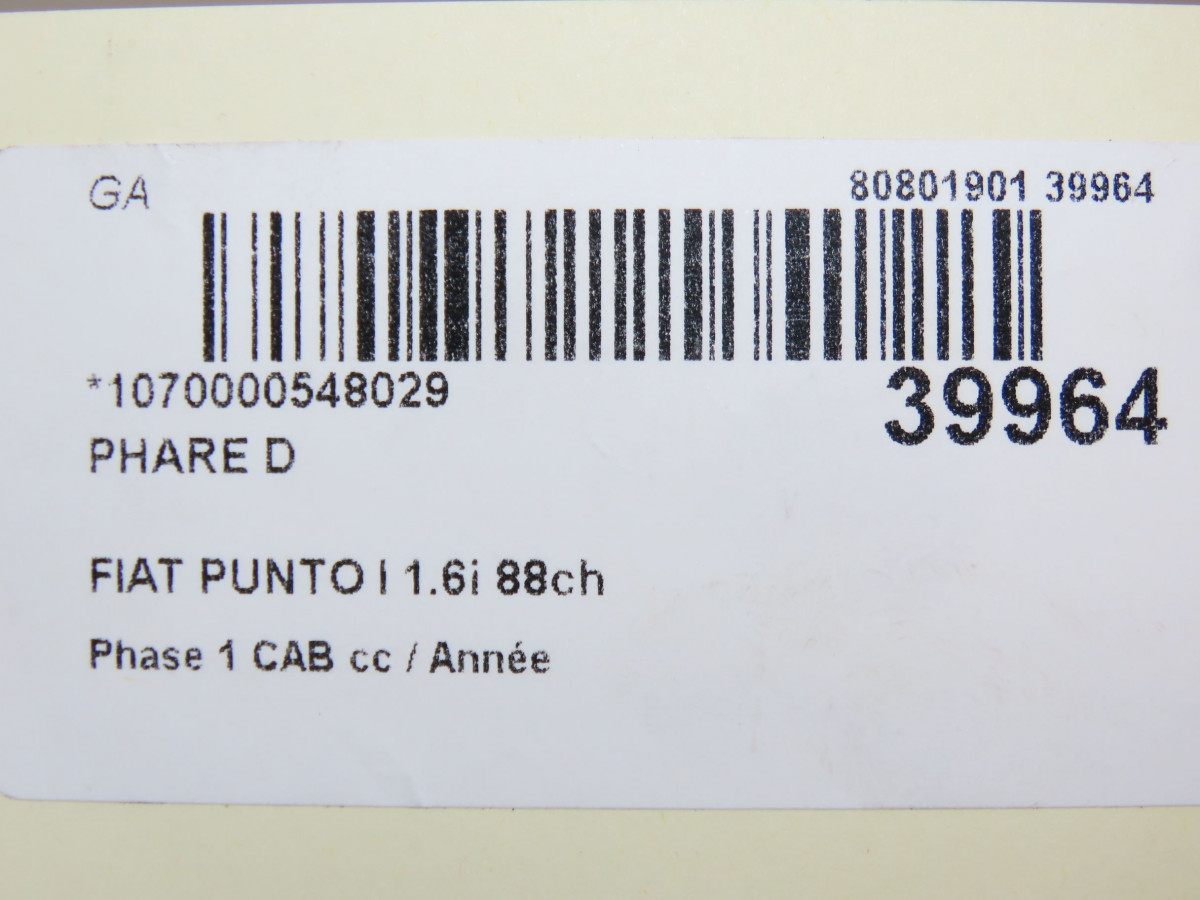 GA
80801901 39964
*1070000548029
39964
PHARE D
FIAT PUNTO I 1.6i 88ch
Phase 1 CAB cc / Année